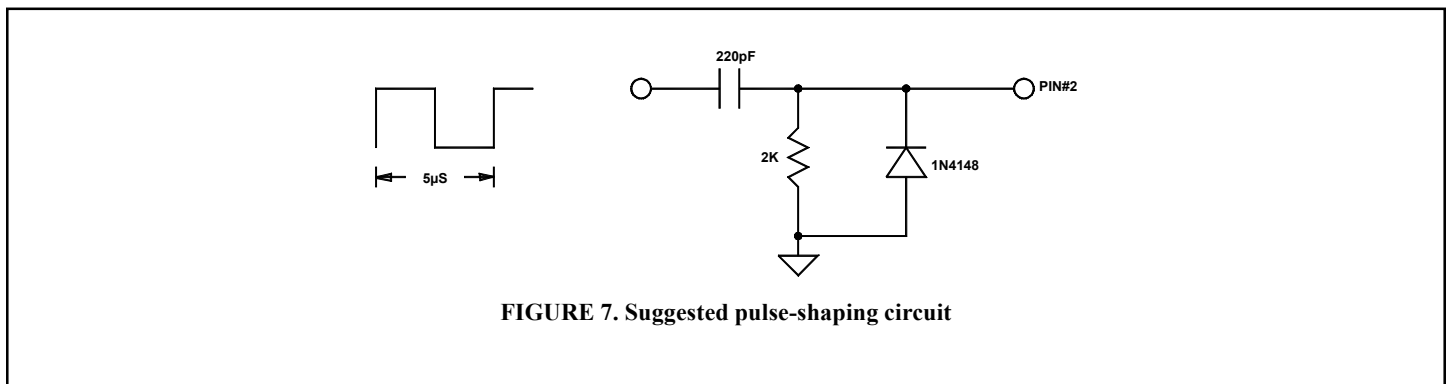 220pF
PIN#2
2K
1N4148
5µS
FIGURE 7. Suggested pulse-shaping circuit